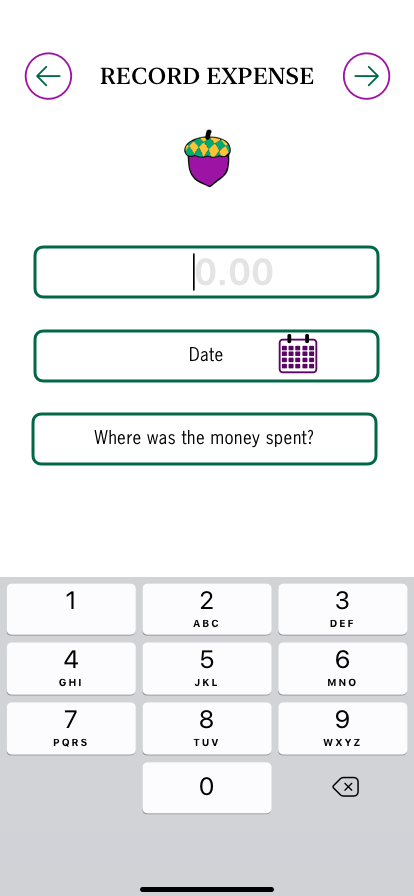 RECORD EXPENSE
0.00
Date
Where was the money spent?
1
2
ABC
3
DEF
4
GHI
5
JKL
6
MNO
7
PQRS
8
TUV
9
WXYZ
0